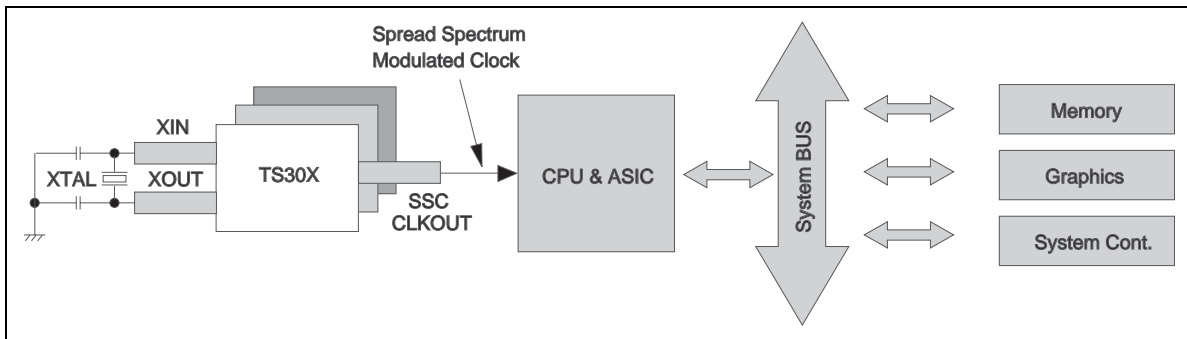 Spread Spectrum
Modulated Clock
XIN
XTAL
XOUT
TS30X
SSC
CLKOUT
CPU & ASIC
System BUS
Memory
Graphics
System Cont.